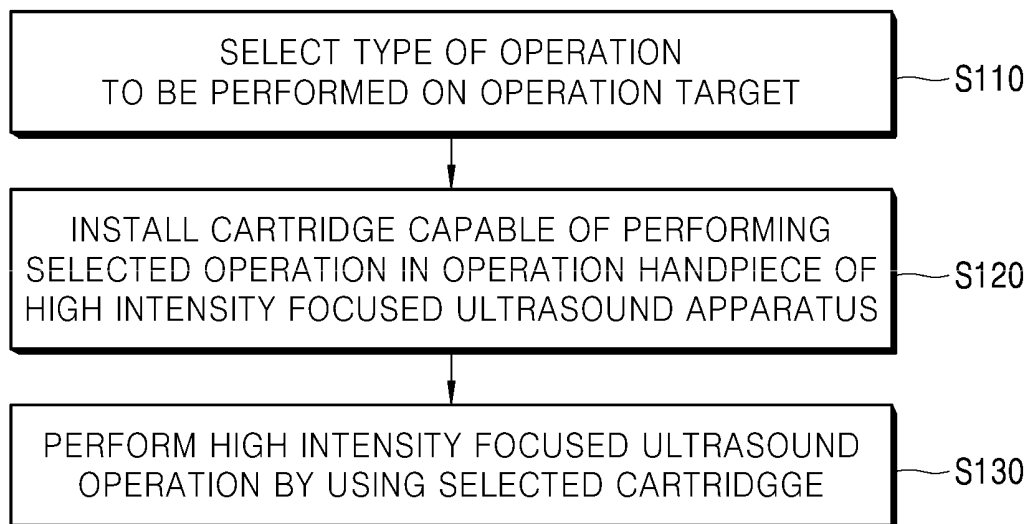 SELECT TYPE OF OPERATION
TO BE PERFORMED ON OPERATION TARGET
S110
INSTALL CARTRIDGE CAPABLE OF PERFORMING
SELECTED OPERATION IN OPERATION HANDPIECE OF
HIGH INTENSITY FOCUSED ULTRASOUND APPARATUS
S120
PERFORM HIGH INTENSITY FOCUSED ULTRASOUND
OPERATION BY USING SELECTED CARTRIDGGE
S130